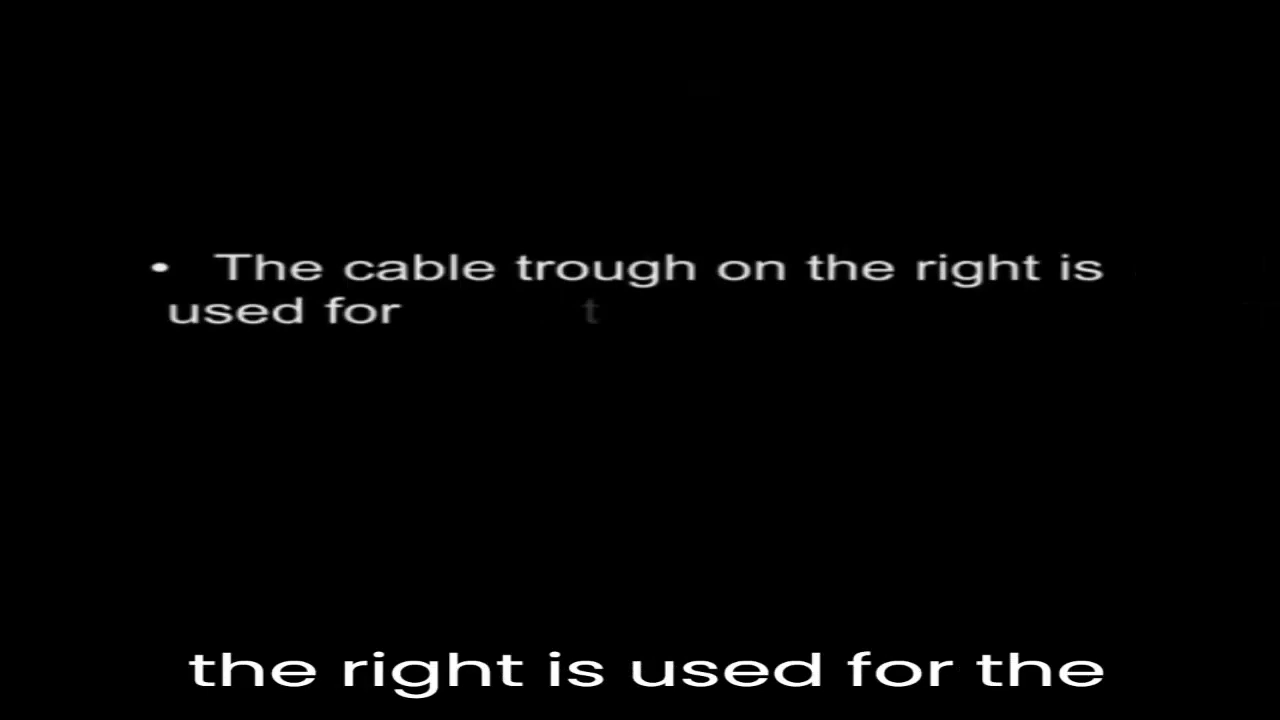 • The cable trough on the right is
used for t
the right is used for the